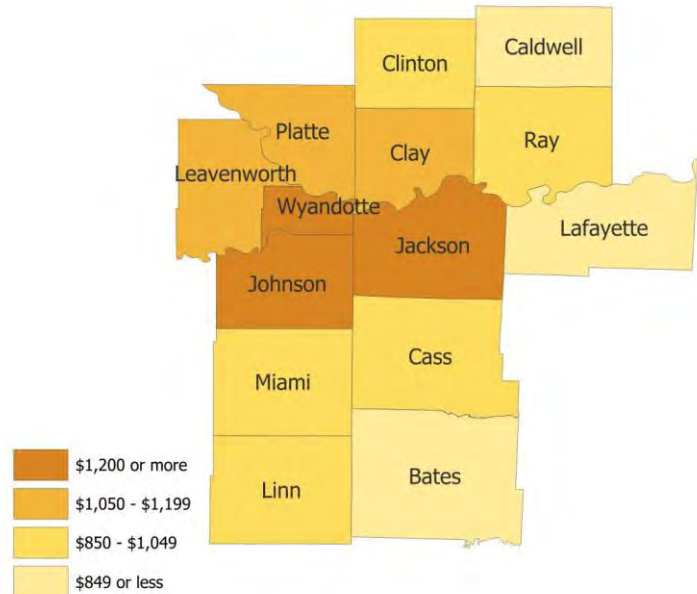 Caldwell
Clinton
Platte
Clay
Ray
Leavenworth
Wyandotte
Jackson
Lafayette
Johnson
Cass
Miami
Linn
Bates
$1,200 or more
$1,050 - $1,199
$850 - $1,049
$849 or less